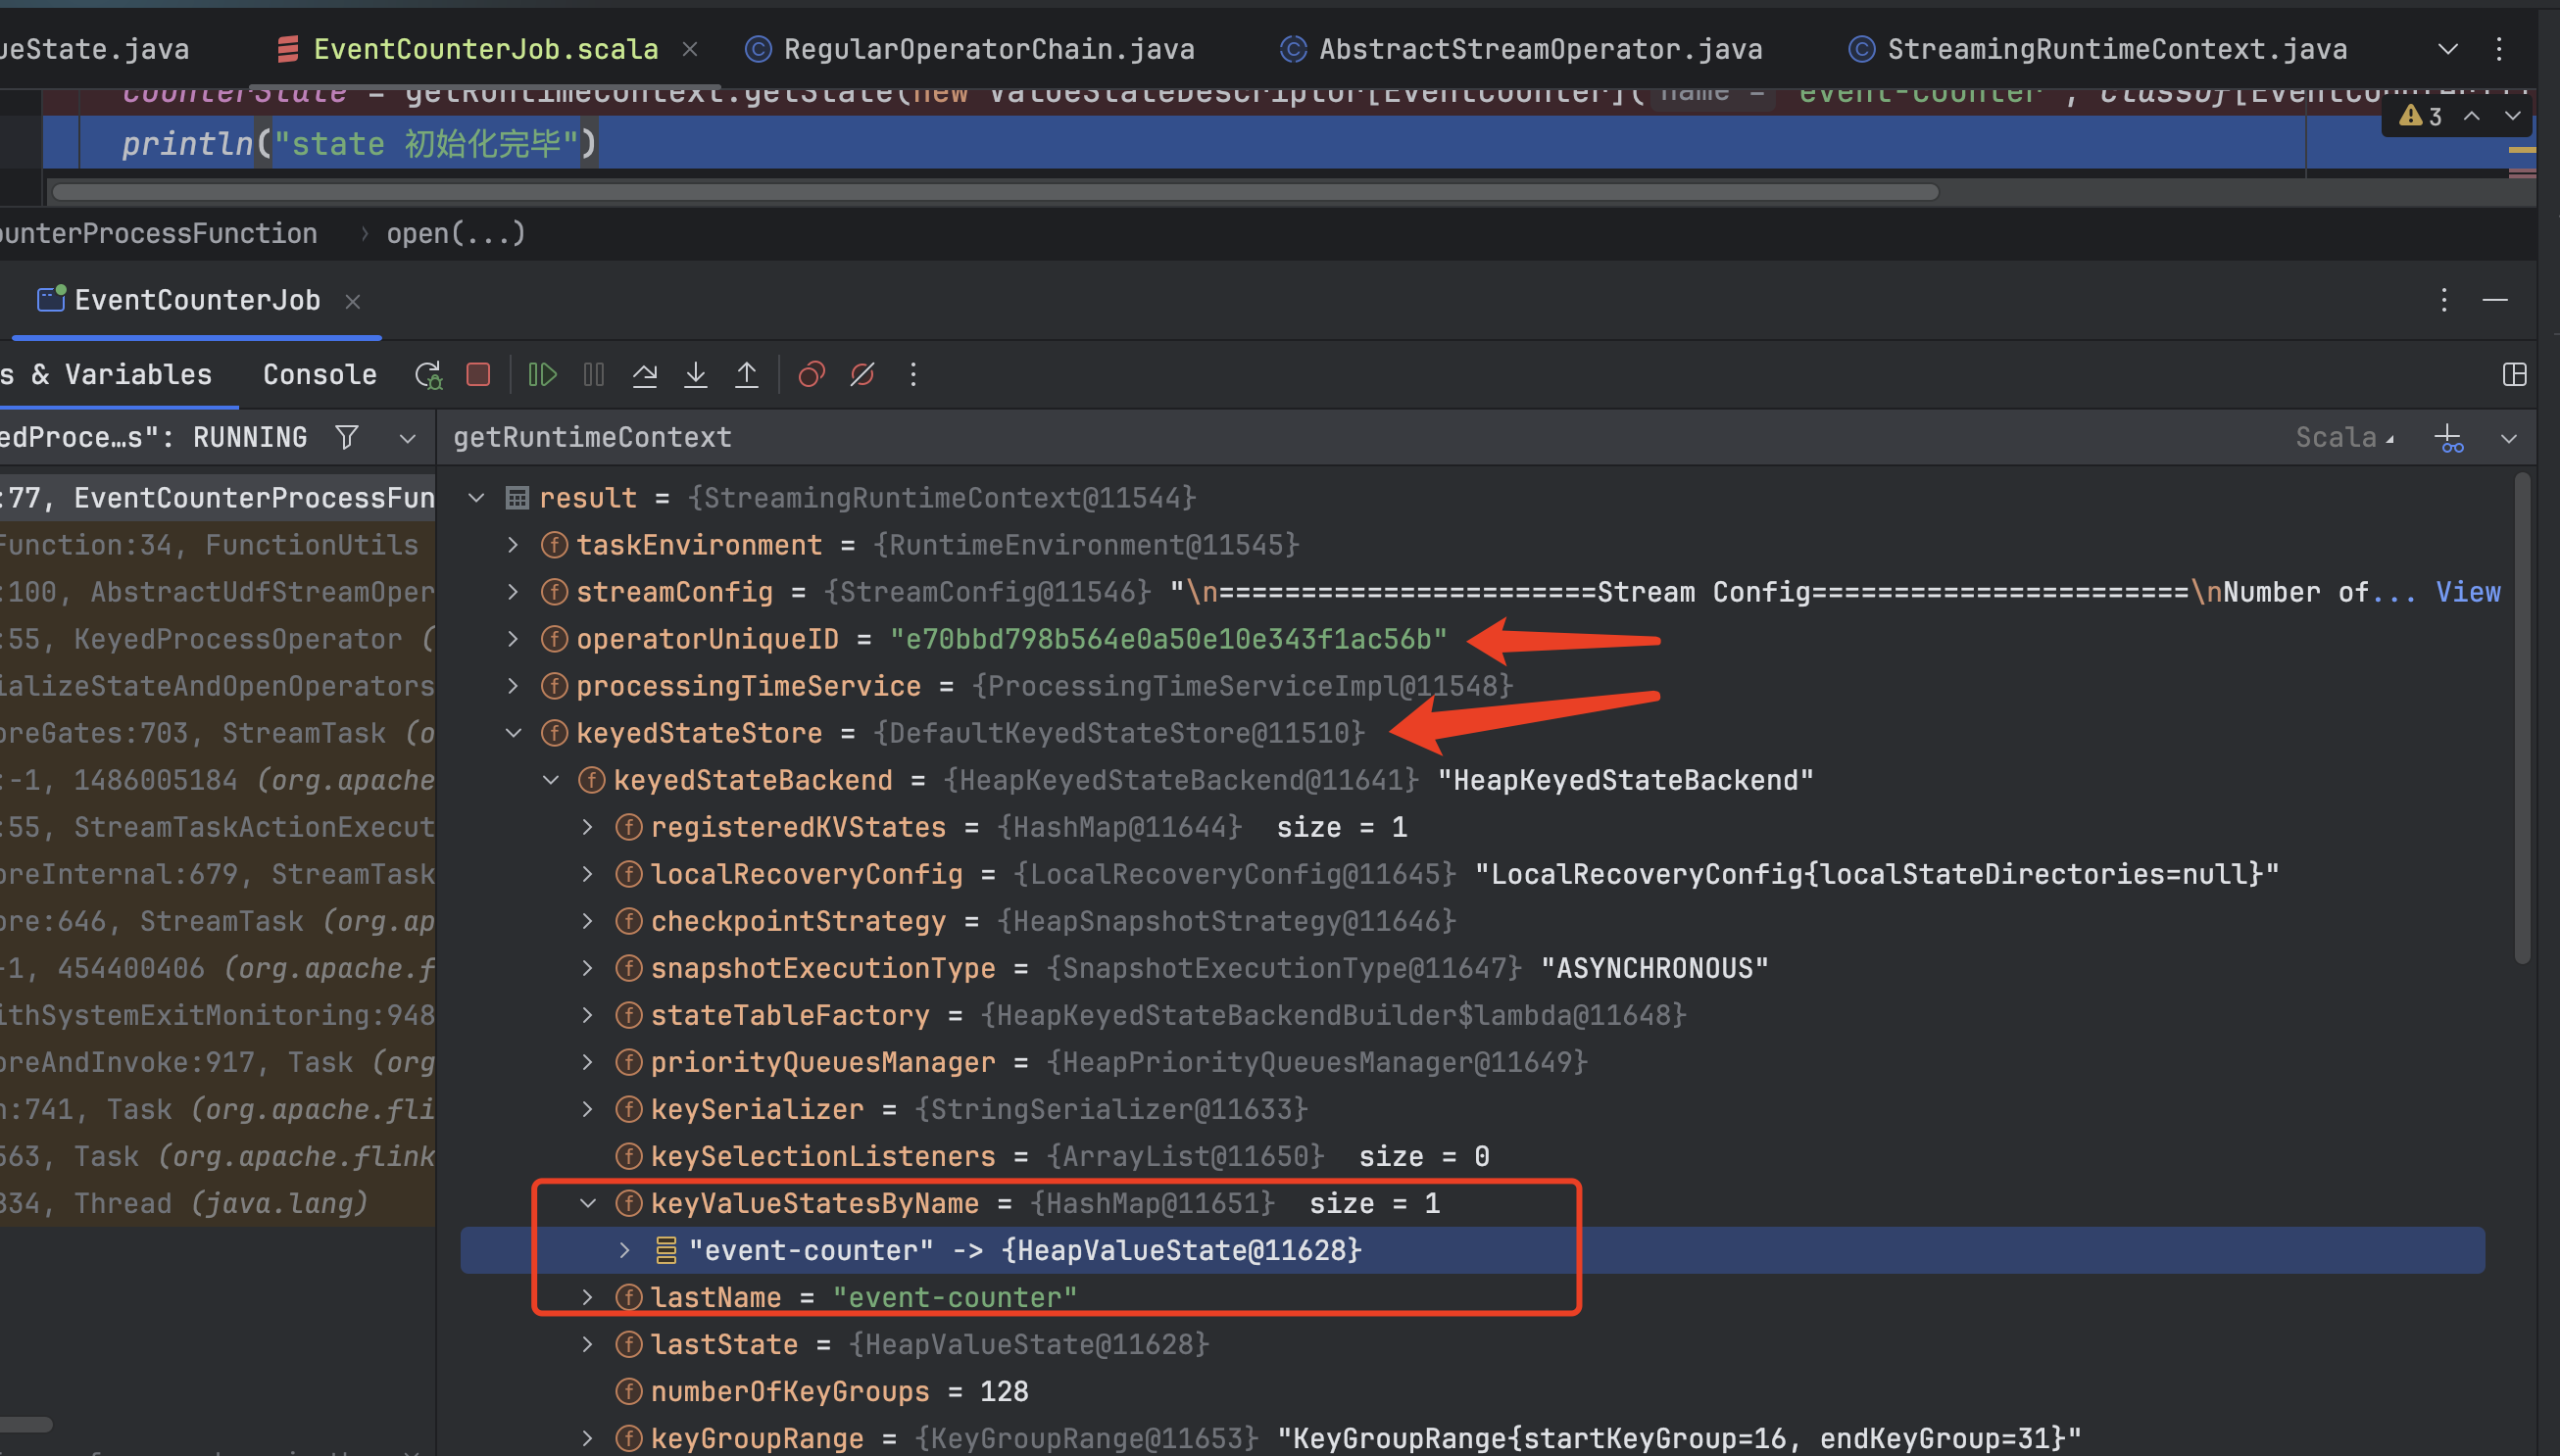 ueState.java EventCounterJob.scala RegularOperatorChain.java AbstractStreamOperator.java StreamingRuntimeContext.java
counterState = getRuntimeContext.getState(new ValueStateDescriptor[EventCounter]( name = "event-counter", classOf[EventCounter]
println("state 初始化完毕")
3
ounterProcessFunction › open(...)
EventCounterJob
s & Variables Console
edProce…s": RUNNING
getRuntimeContext Scala
:77, EventCounterProcessFun
result = {StreamingRuntimeContext@11544}
Function:34, FunctionUtils
taskEnvironment = {RuntimeEnvironment@11545}
:100, AbstractUdfStreamOper
streamConfig = {StreamConfig@11546} "\n=======================Stream Config=======================\nNumber of... View
:55, KeyedProcessOperator (
operatorUniqueID = "e70bbd798b564e0a50e10e343f1ac56b"
ializeStateAndOpenOperators
processingTimeService = {ProcessingTimeServiceImpl@11548}
oreGates:703, StreamTask (o
keyedStateStore = {DefaultKeyedStateStore@11510}
:-1, 1486005184 (org.apache
keyedStateBackend = {HeapKeyedStateBackend@11641} "HeapKeyedStateBackend"
:55, StreamTaskActionExecut
registeredKVStates = {HashMap@11644} size = 1
oreInternal:679, StreamTask
localRecoveryConfig = {LocalRecoveryConfig@11645} "LocalRecoveryConfig{localStateDirectories=null}"
ore:646, StreamTask (org.ap
checkpointStrategy = {HeapSnapshotStrategy@11646}
-1, 454400406 (org.apache.f
snapshotExecutionType = {SnapshotExecutionType@11647} "ASYNCHRONOUS"
ithSystemExitMonitoring:948
stateTableFactory = {HeapKeyedStateBackendBuilder$lambda@11648}
oreAndInvoke:917, Task (org
priorityQueuesManager = {HeapPriorityQueuesManager@11649}
n:741, Task (org.apache.fli
keySerializer = {StringSerializer@11633}
563, Task (org.apache.flink
keySelectionListeners = {ArrayList@11650} size = 0
834, Thread (java.lang)
keyValueStatesByName = {HashMap@11651} size = 1
"event-counter" -> {HeapValueState@11628}
lastName = "event-counter"
lastState = {HeapValueState@11628}
numberOfKeyGroups = 128
keyGroupRange = {KeyGroupRange@11653} "KeyGroupRange{startKeyGroup=16, endKeyGroup=31}"